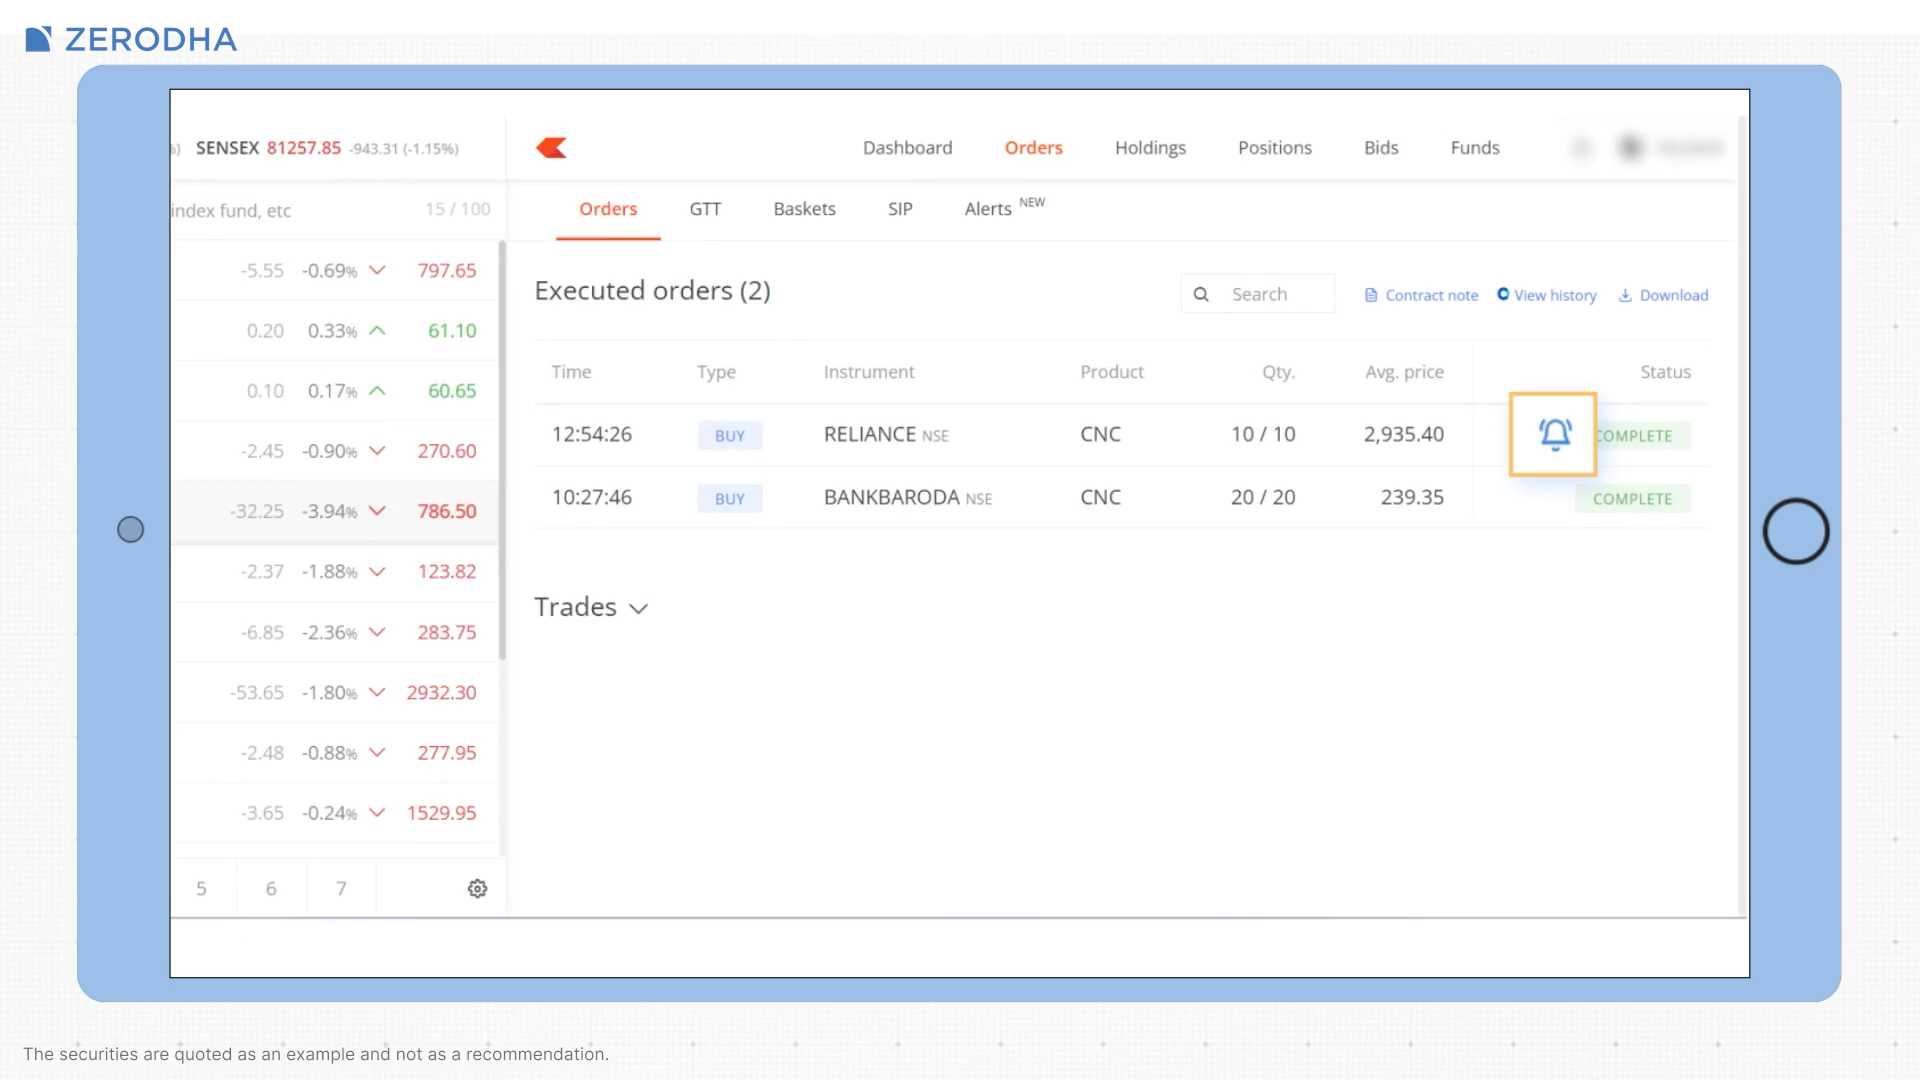 ZERODHA
%) SENSEX 81257.85 -943.31 (-1.15%)
Dashboard Orders Holdings Positions Bids Funds
index fund, etc 15 / 100
Orders GTT Baskets SIP Alerts NEW
-5.55 -0.69% 797.65
0.20 0.33% 61.10
0.10 0.17% 60.65
-2.45 -0.90% 270.60
-32.25 -3.94% 786.50
-2.37 -1.88% 123.82
-6.85 -2.36% 283.75
-53.65 -1.80% 2932.30
-2.48 -0.88% 277.95
-3.65 -0.24% 1529.95
5 6 7
Executed orders (2)
Search Contract note View history Download
Time Type Instrument Product Qty. Avg. price Status
12:54:26 BUY RELIANCE NSE CNC 10 / 10 2,935.40 COMPLETE
10:27:46 BUY BANKBARODA NSE CNC 20 / 20 239.35 COMPLETE
Trades
The securities are quoted as an example and not as a recommendation.